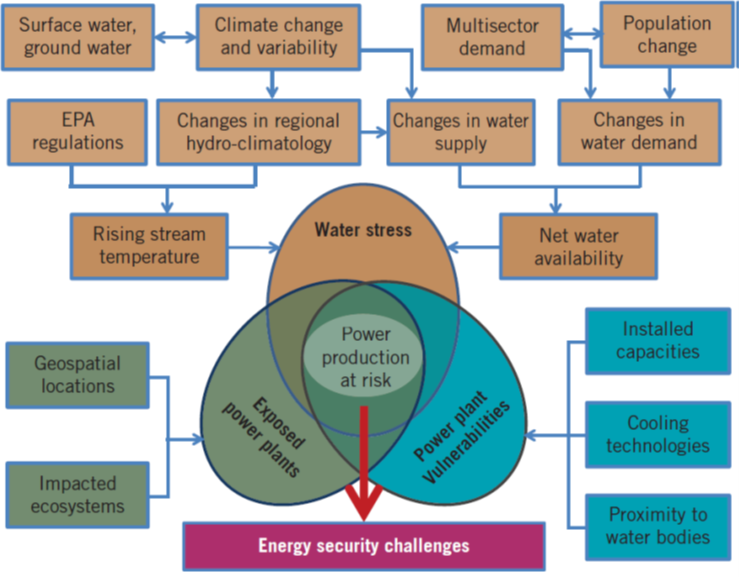 Surface water,
ground water
Climate change
and variability
Multisector
demand
Population
change
EPA
regulations
Changes in regional
hydro-climatology
Changes in water
supply
Changes in
water demand
Rising stream
temperature
Water stress
Net water
availability
Power
production
at risk
Geospatial
locations
Impacted
ecosystems
Exposed
power plants
Power plant
Vulnerabilities
Installed
capacities
Cooling
technologies
Proximity to
water bodies
Energy security challenges